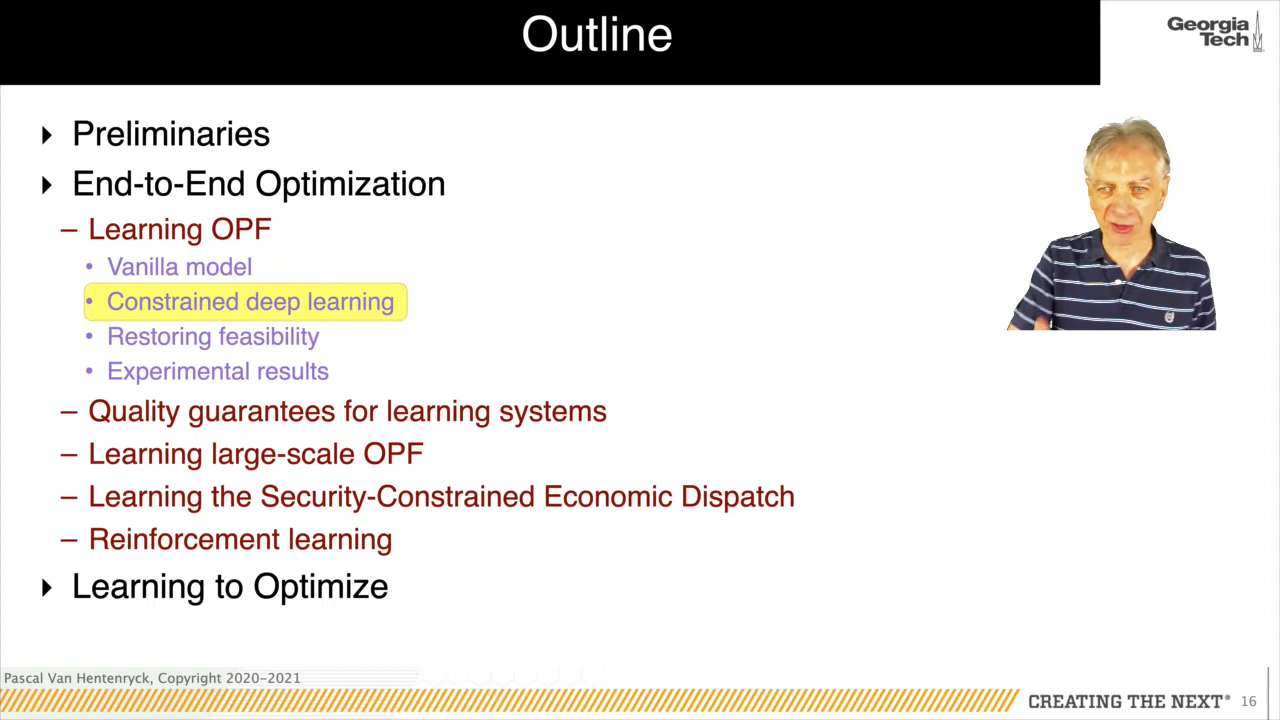 Outline
Georgia
Tech
Preliminaries
End-to-End Optimization
– Learning OPF
• Vanilla model
• Constrained deep learning
• Restoring feasibility
• Experimental results
– Quality guarantees for learning systems
– Learning large-scale OPF
– Learning the Security-Constrained Economic Dispatch
– Reinforcement learning
Learning to Optimize
Pascal Van Hentenryck, Copyright 2020-2021
CREATING THE NEXT® 16